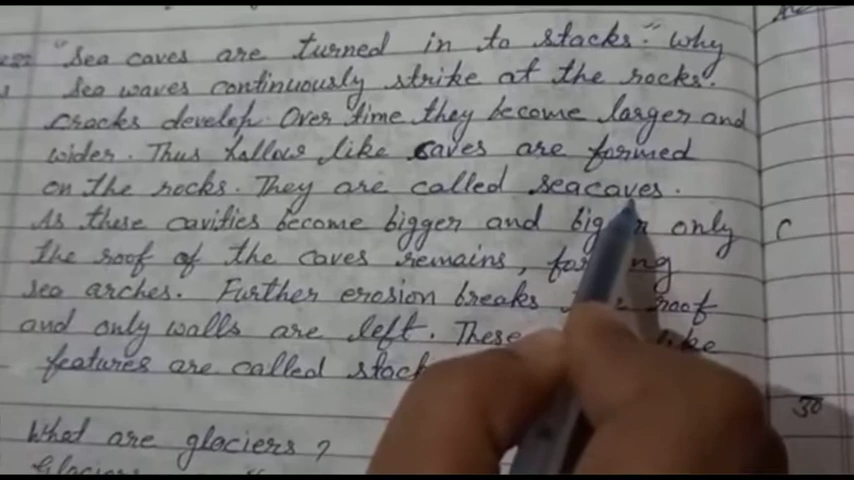 "Sea caves are turned in to stacks." Why
Sea waves continuously strike at the rocks.
cracks develop. Over time they become larger and
wider. Thus hallow like caves are formed
on the rocks. They are called seacaves.
As these cavities become bigger and only
the roof of the caves remains,
sea arches. Further erosion breaks roof
and only walls are left. These like
features are called
What are glaciers?
30